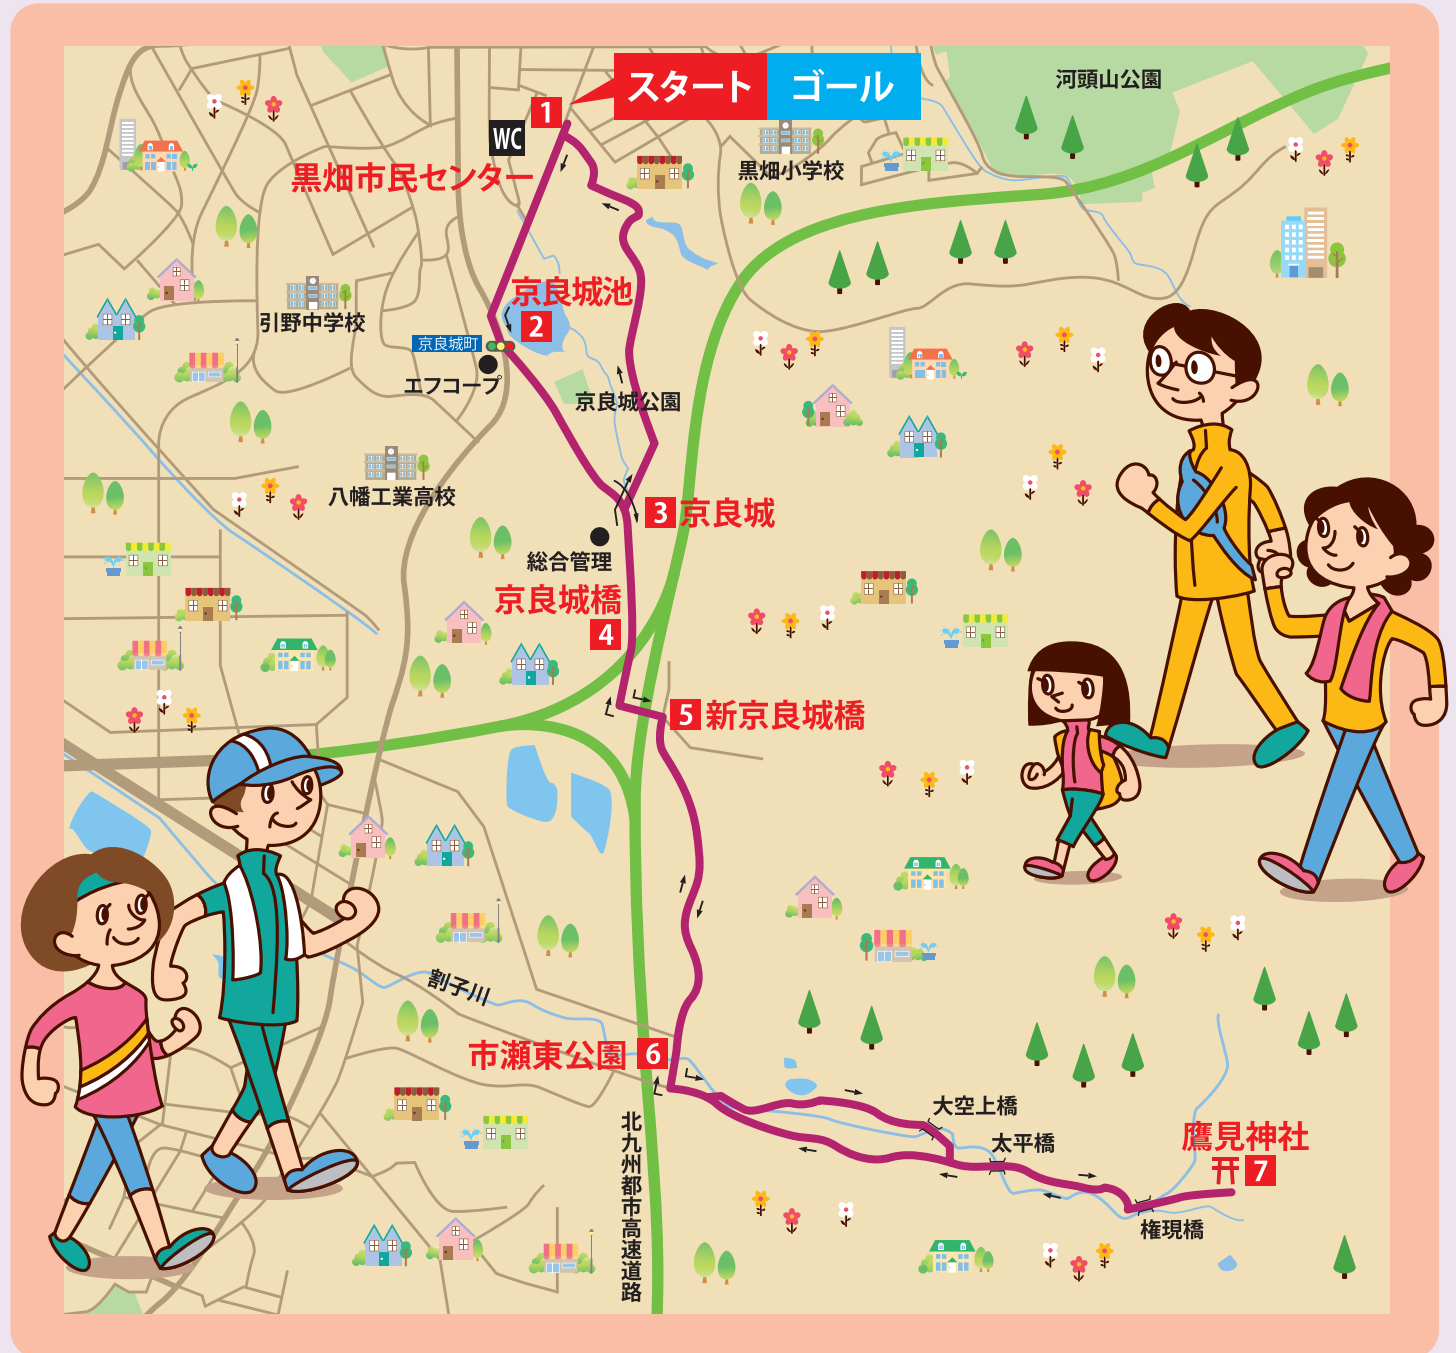 スタート
ゴール
河頭山公園
1
WC
黒畑市民センター
黒畑小学校
京良城池
2
引野中学校
京良城町
エフコープ
京良城公園
八幡工業高校
3 京良城
総合管理
京良城橋
4
5 新京良城橋
割子川
市瀬東公園 6
大空上橋
北九州都市高速道路
太平橋
鷹見神社
7
権現橋